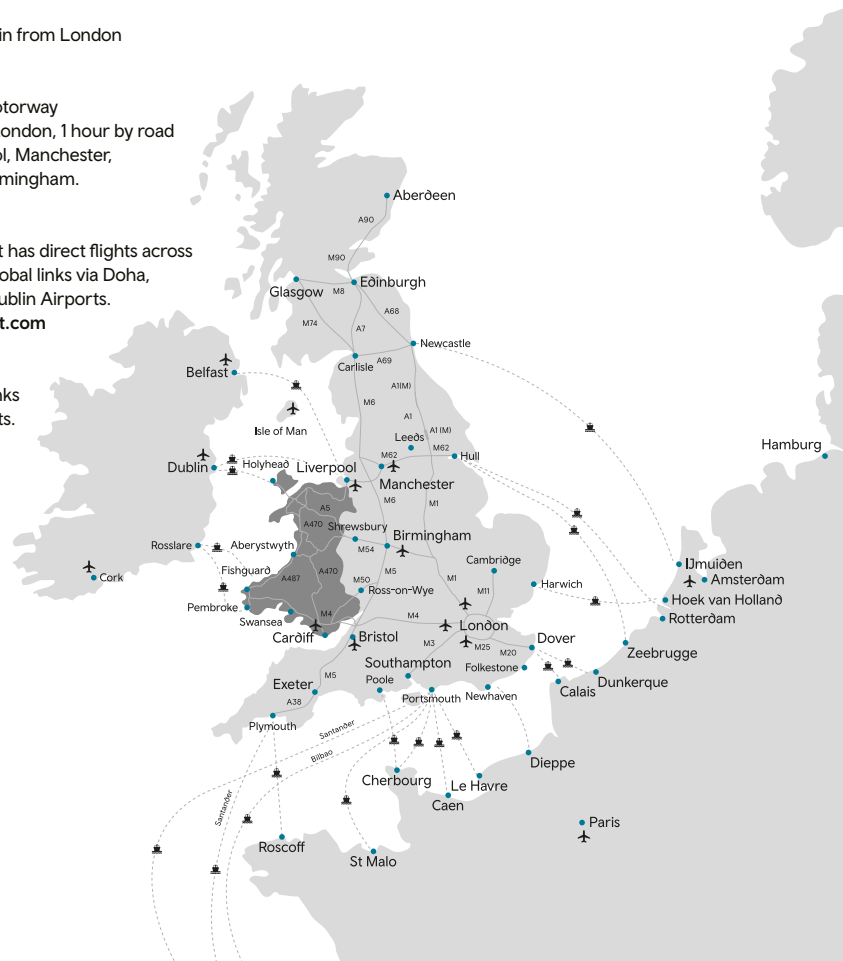 in from London
otorway
ondon, 1 hour by road
ol, Manchester,
mingham.
t has direct flights across
obal links via Doha,
ublin Airports.
t.com
nks
ts.
Aberdeen
A90
M90
Edinburgh
Glasgow
M8
A68
M74
A7
Newcastle
Carlisle
A69
Belfast
A1(M)
M6
A1
Isle of Man
A1 (M)
Leeds
M62
M62
Hull
Hamburg
Dublin
Holyhead
Liverpool
Manchester
M6
M1
A5
A470
Shrewsbury
Birmingham
Rosslare
Aberystwyth
M54
Cambridge
IJmuiden
Cork
Fishguard
A487
A470
M50
M5
M1
M11
Harwich
Amsterdam
Ross-on-Wye
Hoek van Holland
Pembroke
Swansea
M4
M4
London
Rotterdam
Cardiff
Bristol
M3
M25
M20
Dover
Zeebrugge
Southampton
Folkestone
Exeter
M5
Poole
Portsmouth
Newhaven
Calais
Dunkerque
A38
Plymouth
Santander
Bilbao
Dieppe
Santander
Cherbourg
Le Havre
Caen
Paris
Roscoff
St Malo